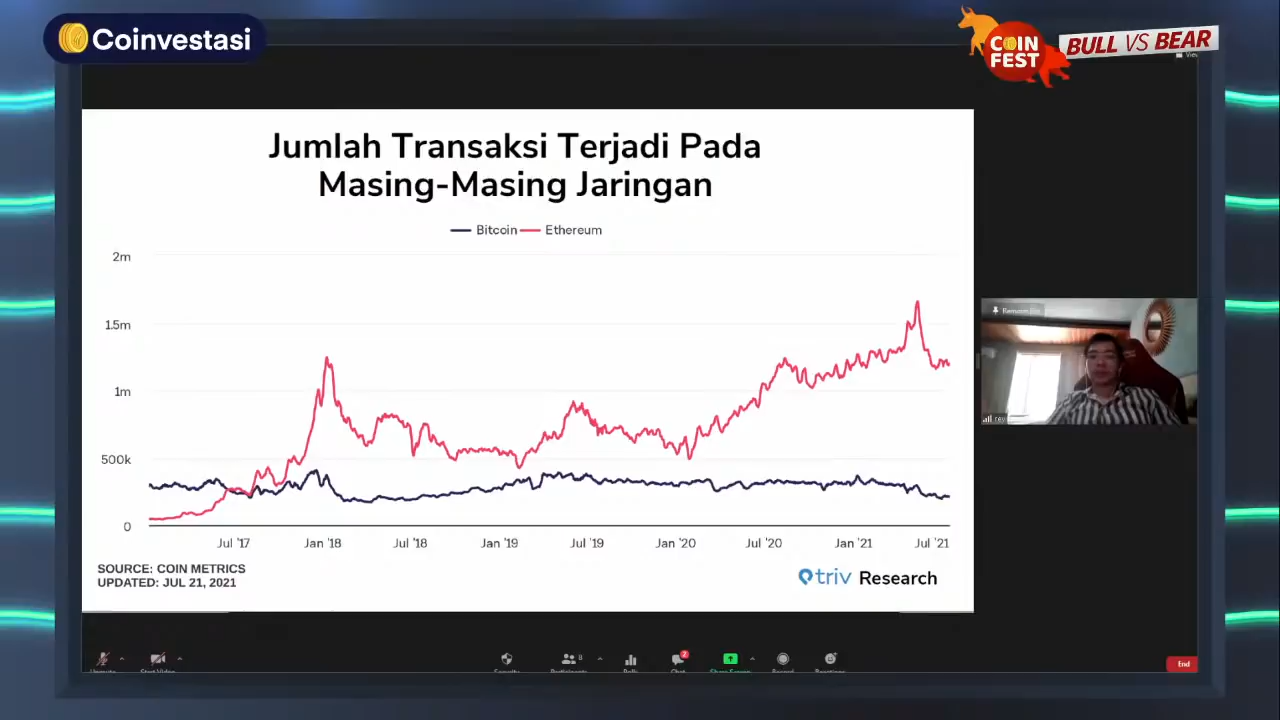 Coinvestasi
COIN
FEST
BULL VS BEAR
Jumlah Transaksi Terjadi Pada
Masing-Masing Jaringan
Bitcoin Ethereum
2m
1.5m
1m
500k
0
Jul '17 Jan '18 Jul '18 Jan '19 Jul '19 Jan '20 Jul '20 Jan '21 Jul '21
SOURCE: COIN METRICS
UPDATED: JUL 21, 2021
triv Research
End